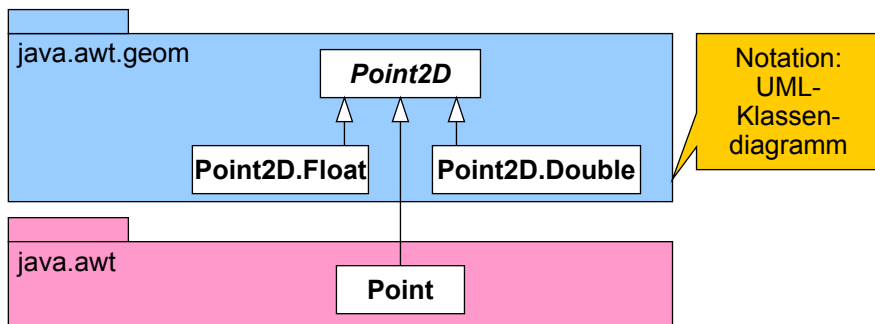 java.awt.geom
Point2D
Point2D.Float
Point2D.Double
Notation:
UML-
Klassen-
diagramm
java.awt
Point